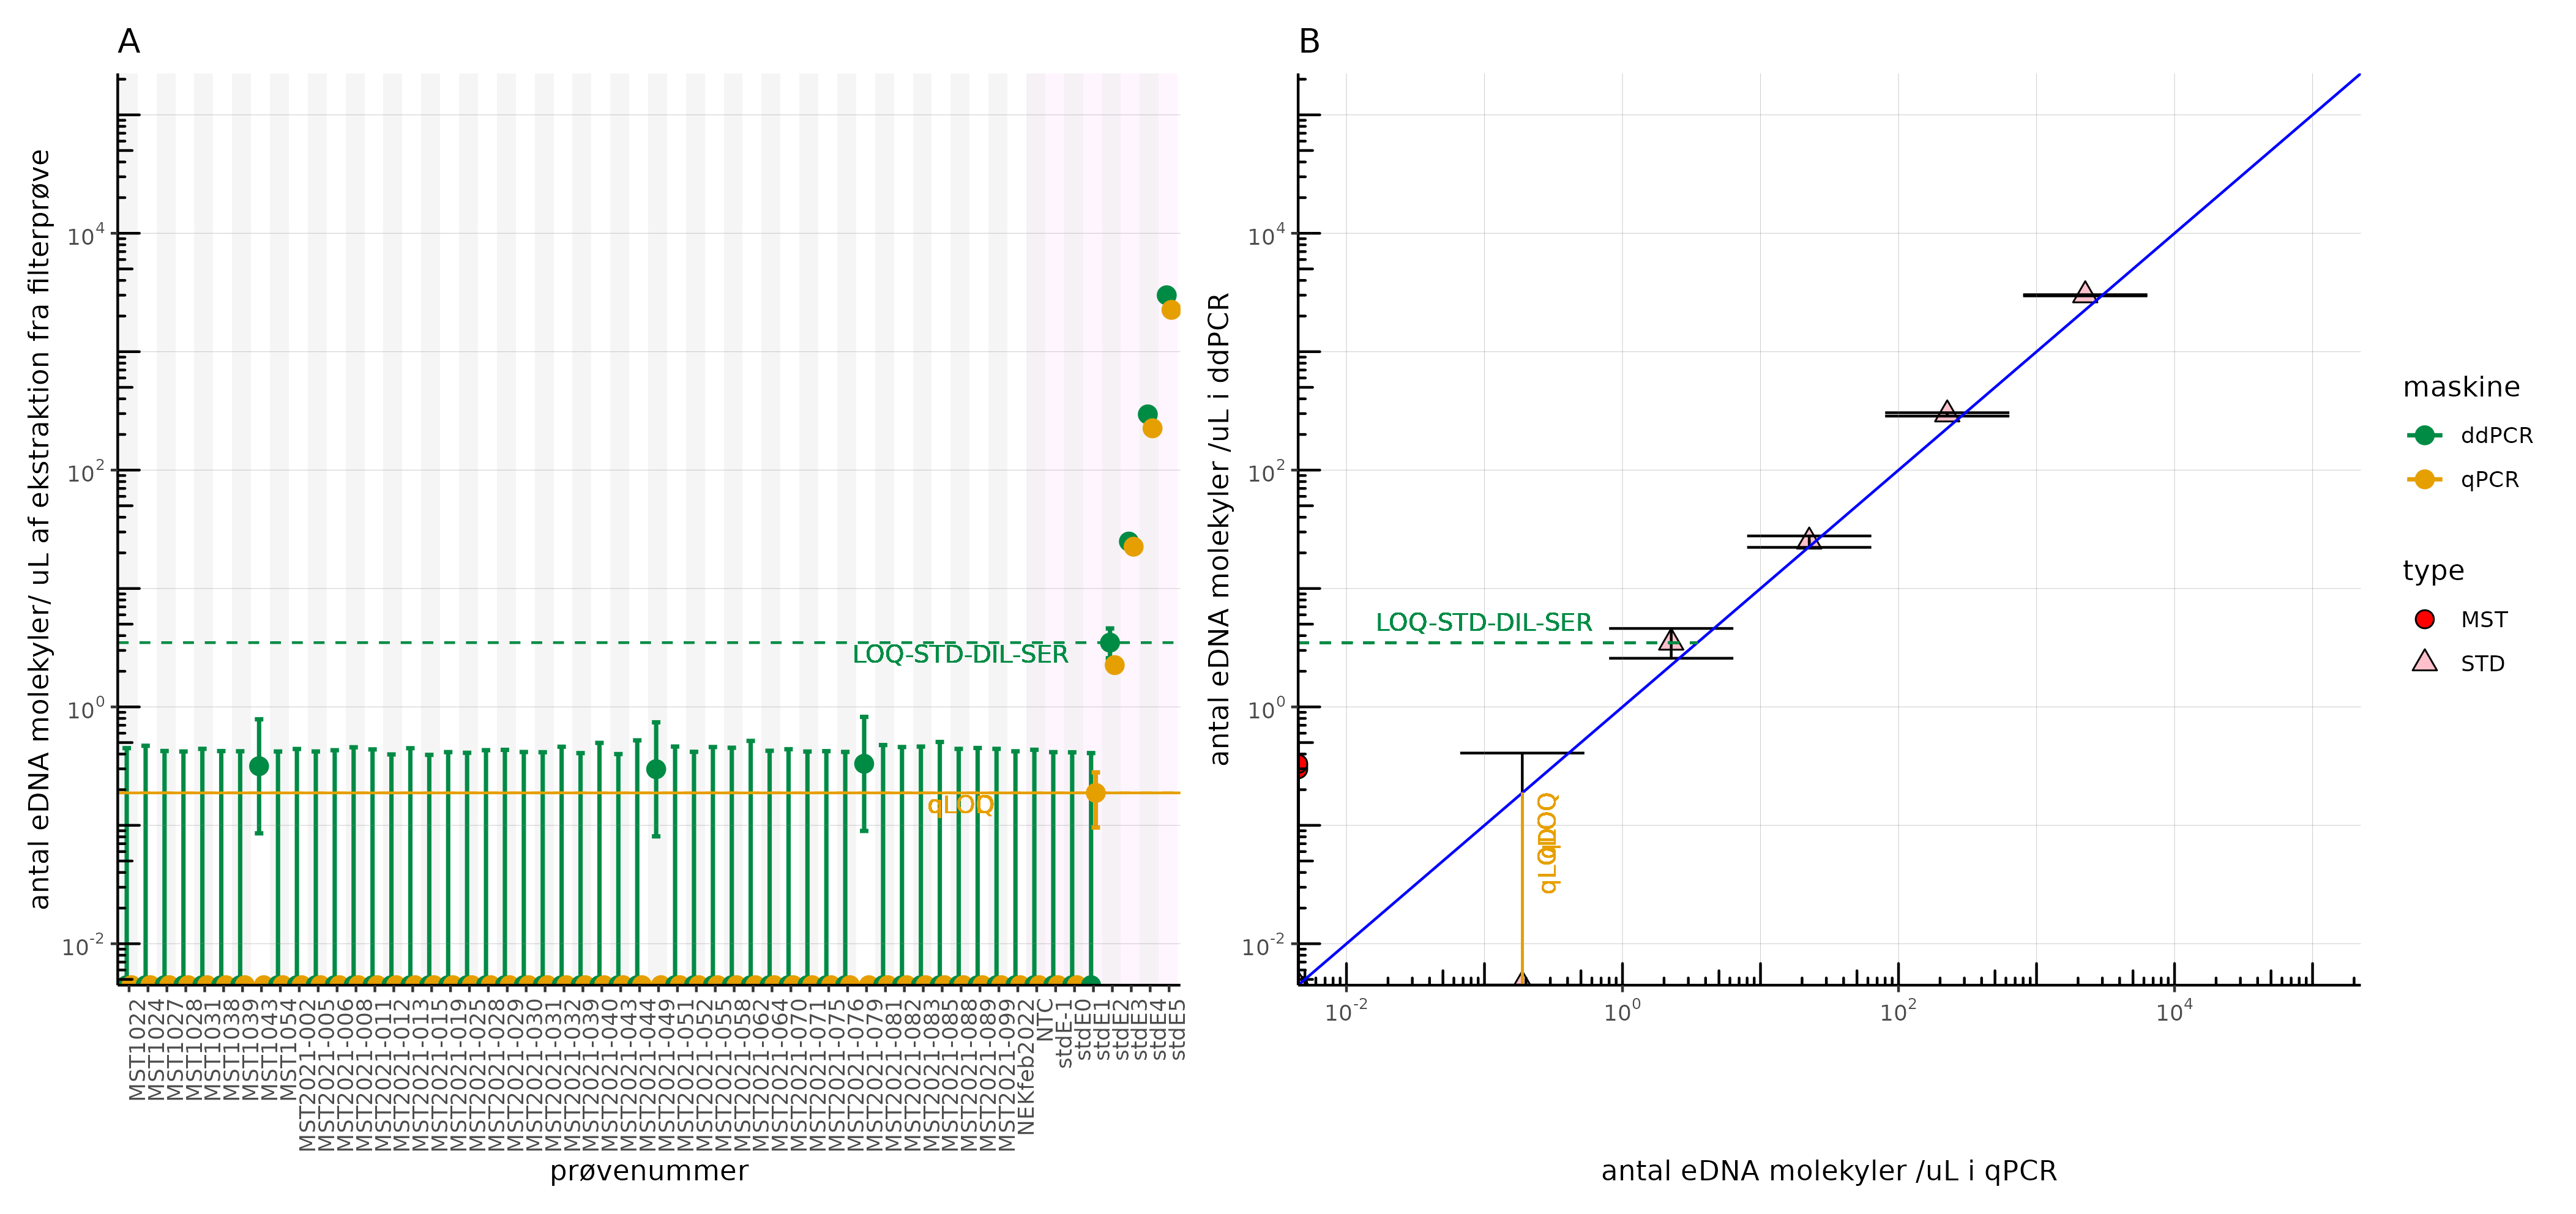 A
antal eDNA molekyler/ uL af ekstraktion fra filterprøve
10^4
10^2
10^0
10^-2
LOQ-STD-DIL-SER
qLOQ
MST1022
MST1024
MST1027
MST1028
MST1031
MST1038
MST1039
MST1043
MST1054
MST2021-002
MST2021-005
MST2021-006
MST2021-008
MST2021-011
MST2021-012
MST2021-013
MST2021-015
MST2021-019
MST2021-025
MST2021-028
MST2021-029
MST2021-030
MST2021-031
MST2021-032
MST2021-039
MST2021-040
MST2021-043
MST2021-044
MST2021-049
MST2021-051
MST2021-052
MST2021-055
MST2021-058
MST2021-062
MST2021-064
MST2021-070
MST2021-071
MST2021-075
MST2021-076
MST2021-079
MST2021-081
MST2021-082
MST2021-083
MST2021-085
MST2021-088
MST2021-089
MST2021-099
NEKfeb2022
NTC
stdE-1
stdE0
stdE1
stdE2
stdE3
stdE4
stdE5
prøvenummer
B
antal eDNA molekyler /uL i ddPCR
10^4
10^2
10^0
10^-2
LOQ-STD-DIL-SER
10^-2
10^0
10^2
10^4
antal eDNA molekyler /uL i qPCR
maskine
ddPCR
qPCR
type
MST
STD